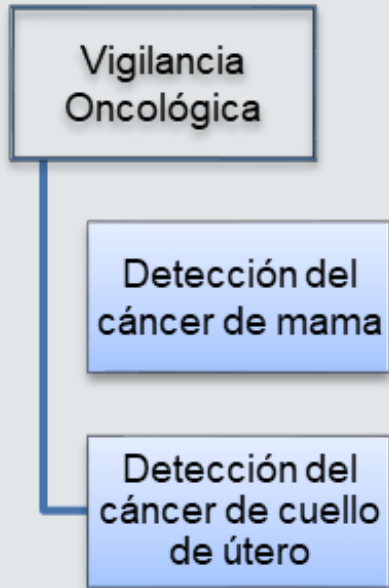 Vigilancia
Oncológica
Detección del
cáncer de mama
Detección del
cáncer de cuello
de útero